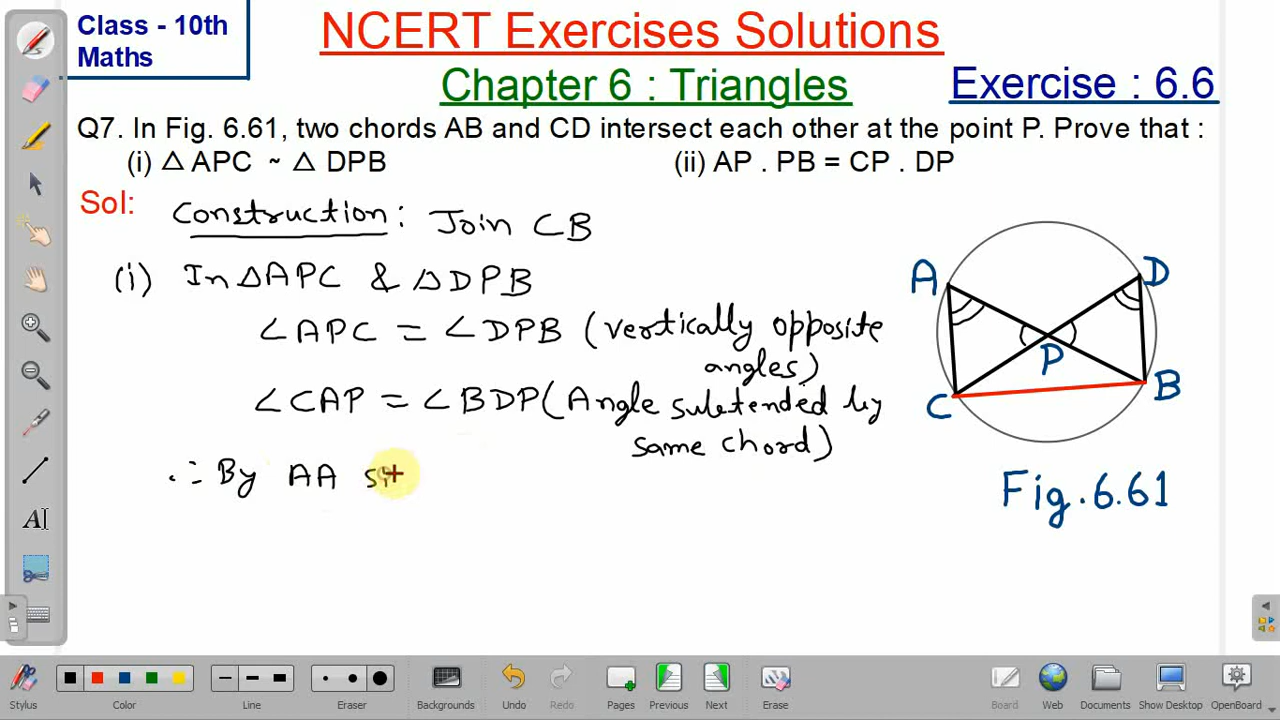 Class - 10th
Maths
NCERT Exercises Solutions
Chapter 6 : Triangles
Exercise : 6.6
Q7. In Fig. 6.61, two chords AB and CD intersect each other at the point P. Prove that :
(i) △ APC ~ △ DPB (ii) AP . PB = CP . DP
Sol:
Construction: Join CB
(i) In △APC & △DPB
∠APC = ∠DPB (vertically opposite
angles)
∠CAP = ∠BDP (Angle subtended by
same chord)
∴ By AA
A
D
P
C
B
Fig. 6.61
AI
Stylus
Color
Line
Eraser
Backgrounds
Undo
Redo
Pages
Previous
Next
Erase
Board
Web
Documents
Show Desktop
OpenBoard